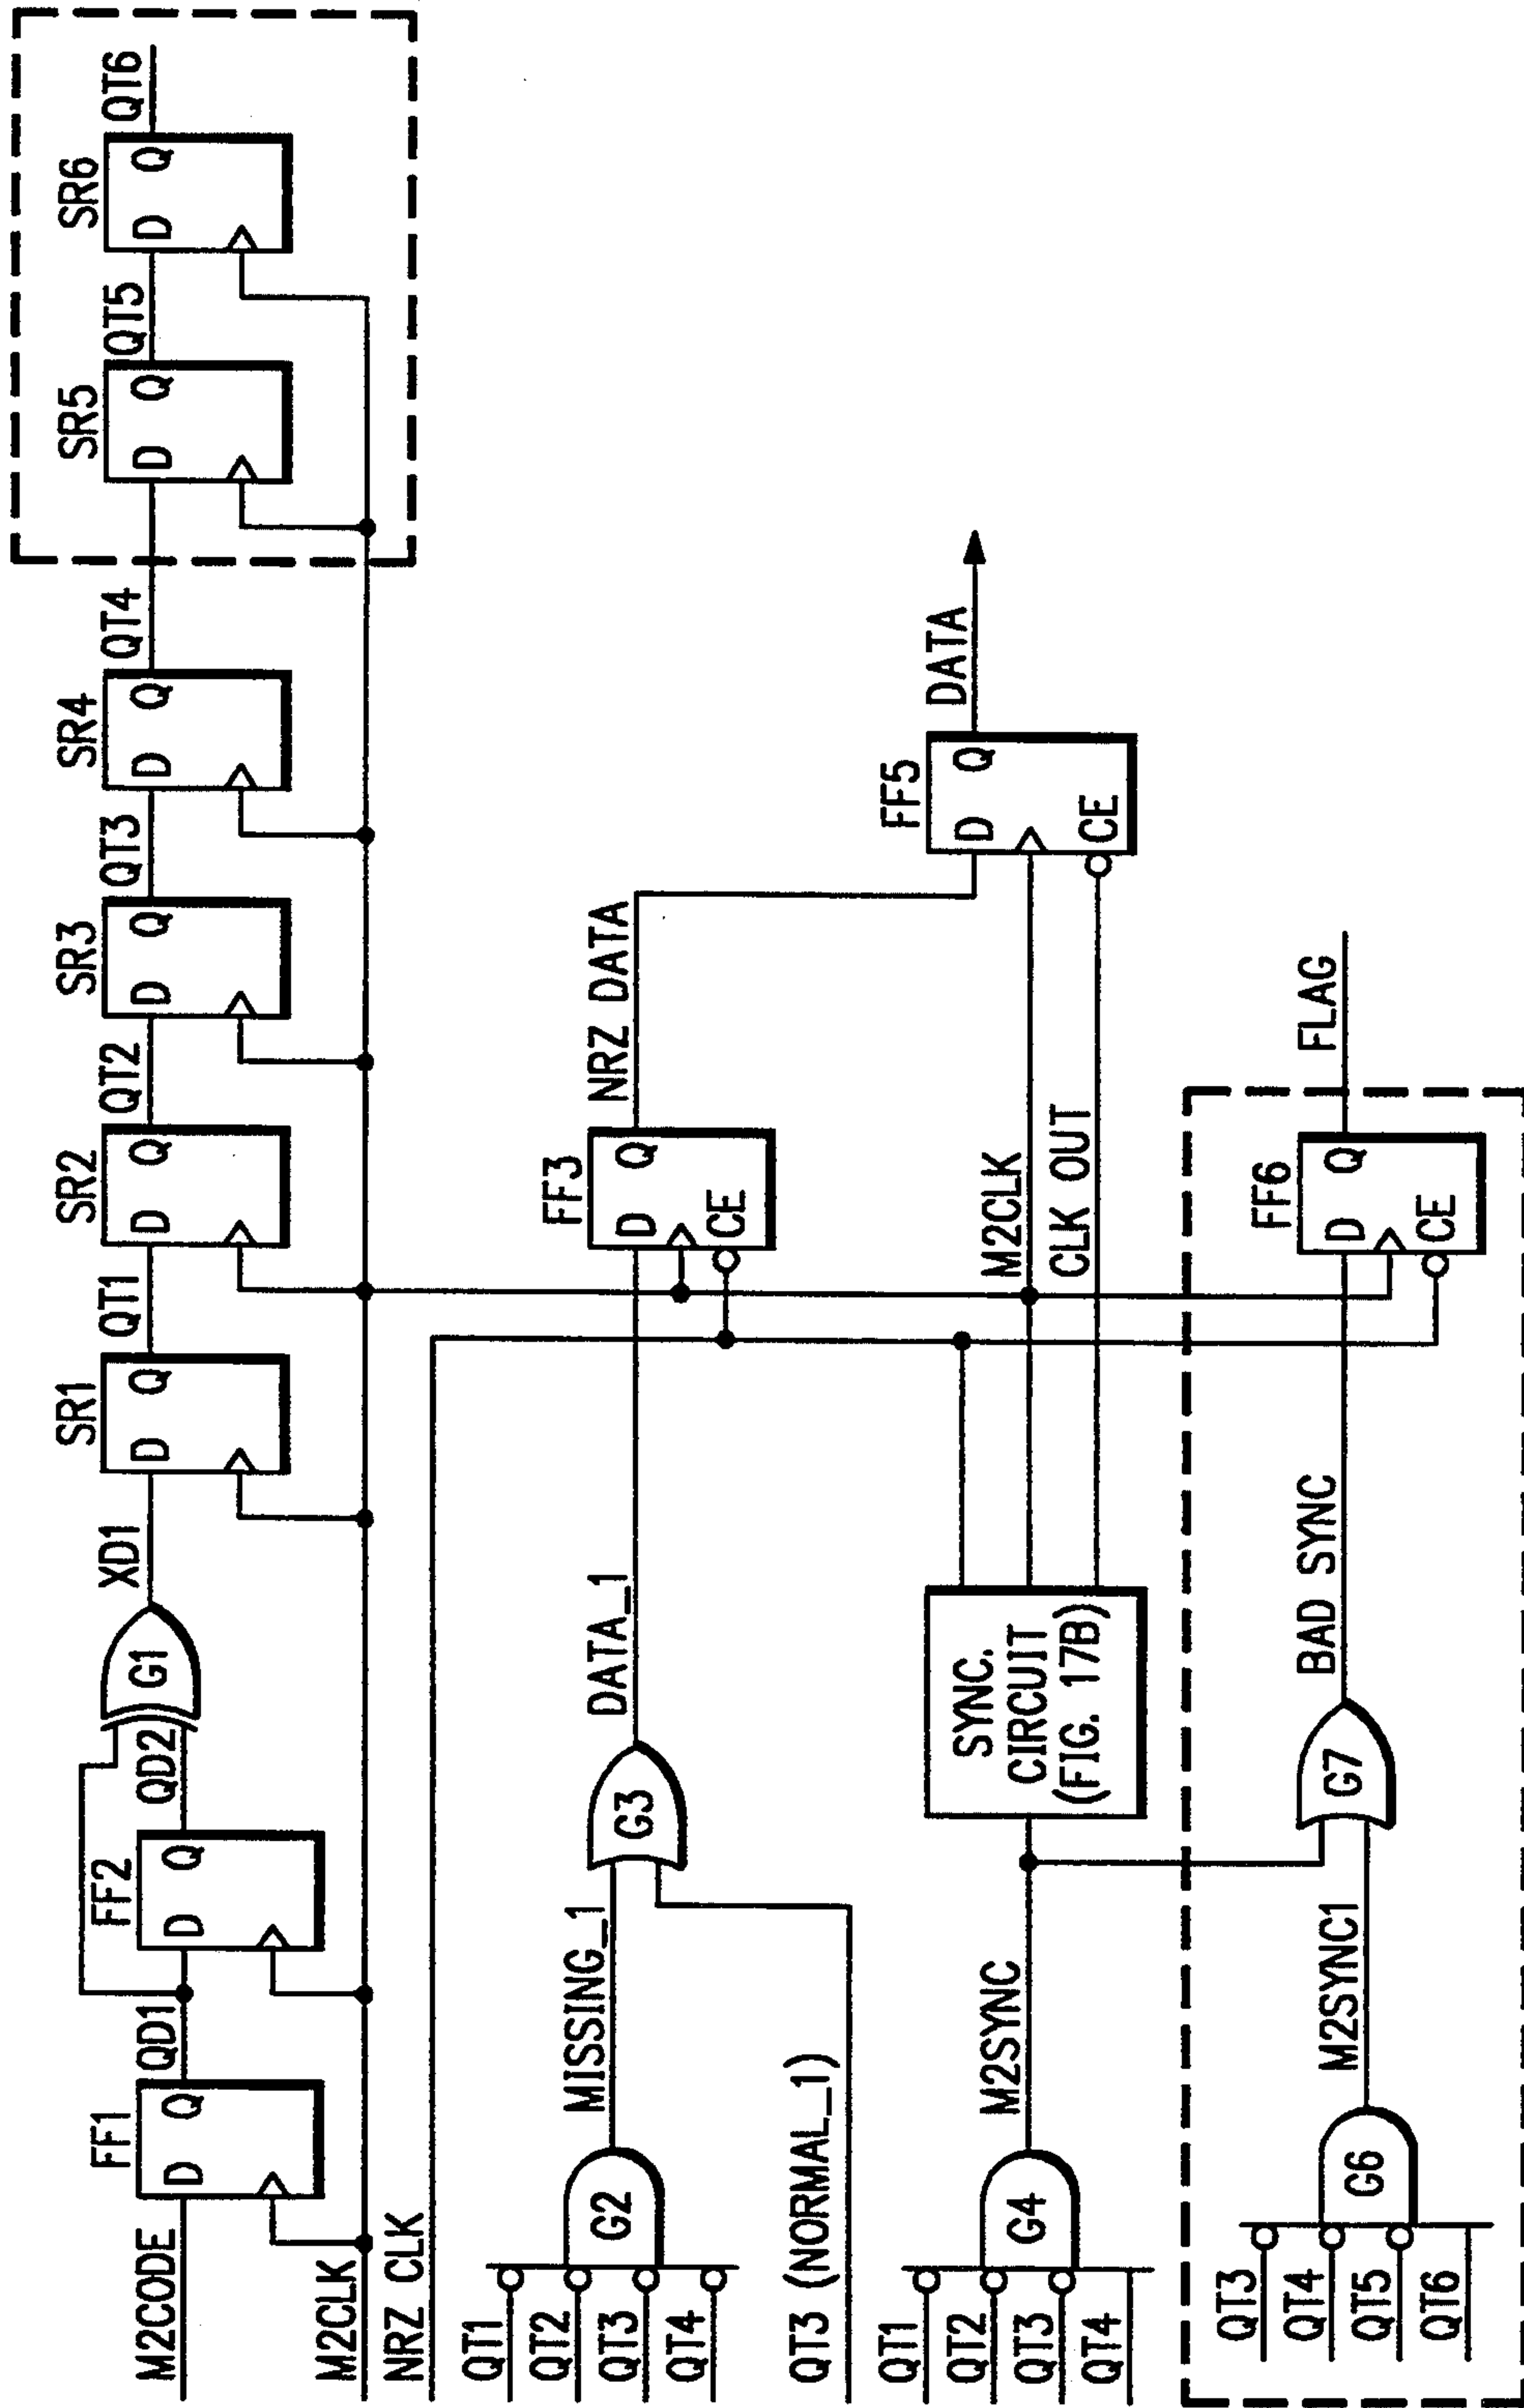 M2CODE
FF1
D Q
QD1
FF2
D Q
QD2
G1
XD1
SR1
D Q
QT1
SR2
D Q
QT2
SR3
D Q
QT3
SR4
D Q
QT4
SR5
D Q
QT5
SR6
D Q
QT6
M2CLK
NRZ CLK
QT1
QT2
QT3
QT4
G2
MISSING_1
QT3 (NORMAL_1)
G3
DATA_1
FF3
D Q
CE
NRZ DATA
QT1
QT2
QT3
QT4
G4
M2SYNC
SYNC.
CIRCUIT
(FIG. 17B)
M2CLK
CLK OUT
FF5
D Q
CE
DATA
QT3
QT4
QT5
QT6
G6
M2SYNC1
G7
BAD SYNC
FF6
D Q
CE
FLAG